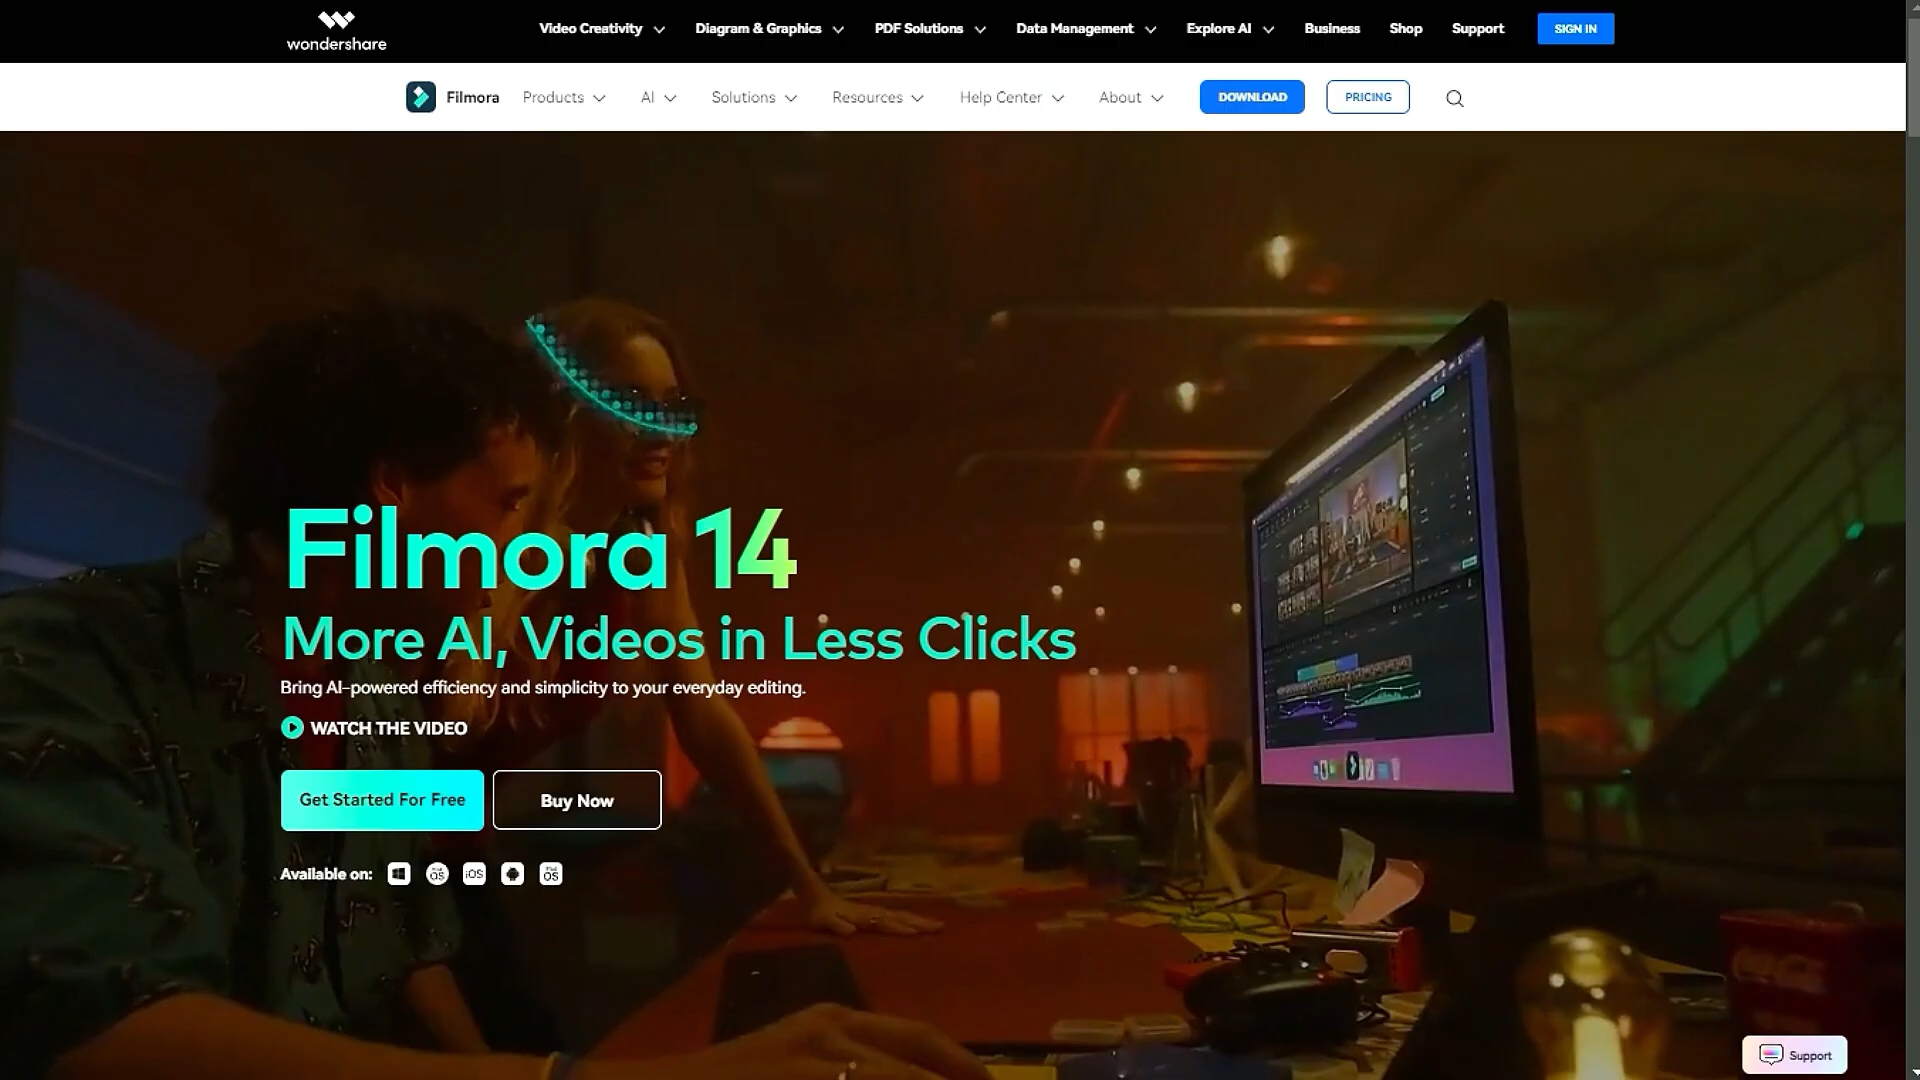 wondershare
Video Creativity Diagram & Graphics PDF Solutions Data Management Explore AI Business Shop Support SIGN IN
Filmora Products AI Solutions Resources Help Center About DOWNLOAD PRICING
Filmora 14
More AI, Videos in Less Clicks
Bring AI-powered efficiency and simplicity to your everyday editing.
WATCH THE VIDEO
Get Started For Free Buy Now
Available on: iOS
Support